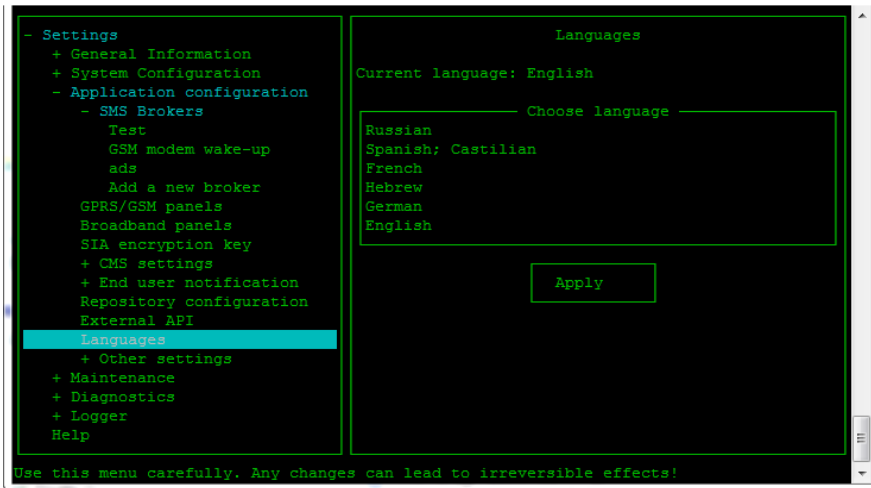 - Settings
+ General Information
+ System Configuration
- Application configuration
- SMS Brokers
Test
GSM modem wake-up
ads
Add a new broker
GPRS/GSM panels
Broadband panels
SIA encryption key
+ CMS settings
+ End user notification
Repository configuration
External API
Languages
+ Other settings
+ Maintenance
+ Diagnostics
+ Logger
Help
Languages
Current language: English
Choose language
Russian
Spanish; Castilian
French
Hebrew
German
English
Apply
Use this menu carefully. Any changes can lead to irreversible effects!